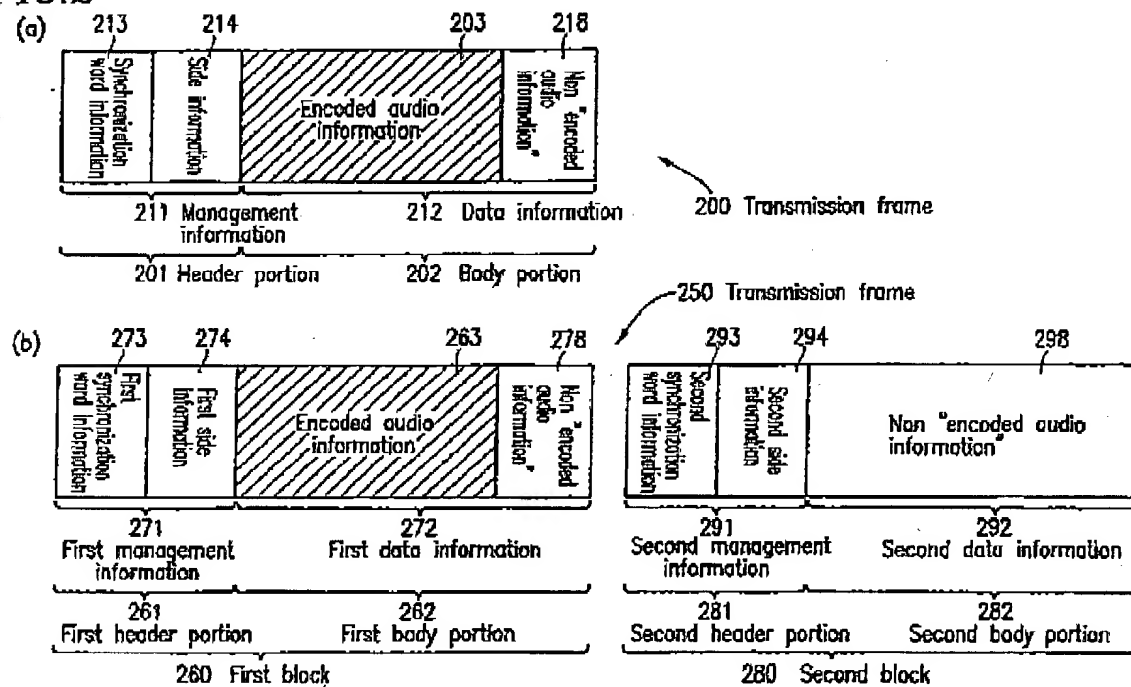 (a)
213
214
203
218
Synchronization
word information
Side information
Encoded audio
information
Non "encoded
audio
information"
200 Transmission frame
211 Management
information
212 Data information
201 Header portion
202 Body portion
250 Transmission frame
(b)
273
274
263
278
293
294
298
First
synchronization
word information
First side
information
Encoded audio
information
Non "encoded
audio
information"
Second
synchronization
word information
Second side
information
Non "encoded audio
information"
271
First management
information
272
First data information
291
Second management
information
292
Second data information
261
First header portion
262
First body portion
281
Second header portion
282
Second body portion
260 First block
280 Second block